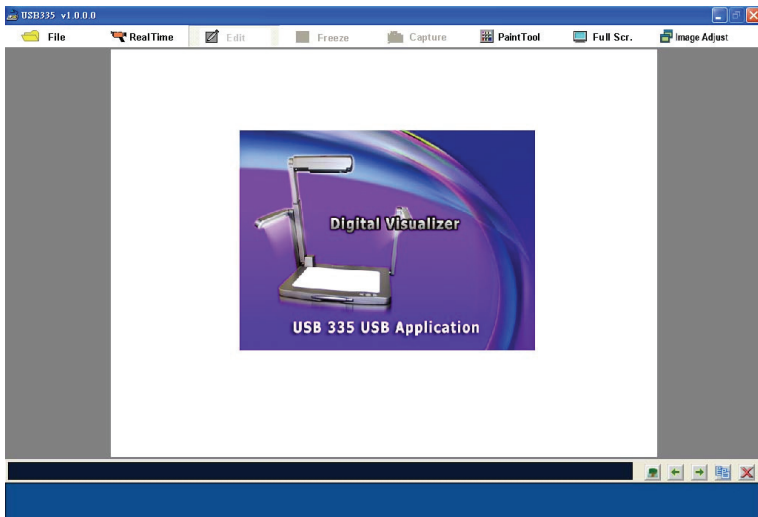 USB335 v1.0.0.0
File RealTime Edit Freeze Capture PaintTool Full Scr. Image Adjust
Digital Visualizer
USB 335 USB Application